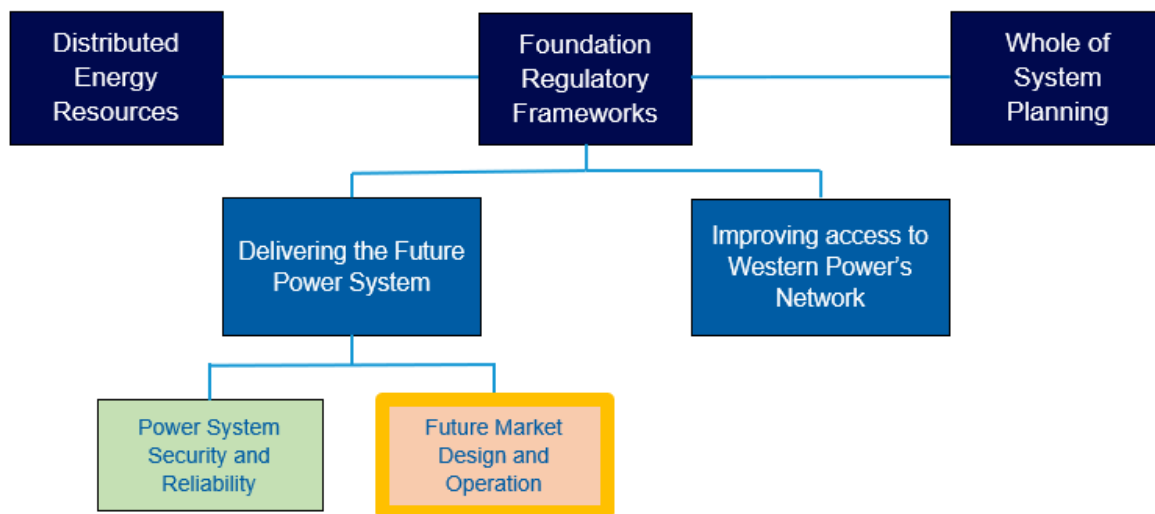 Distributed
Energy
Resources
Foundation
Regulatory
Frameworks
Whole of
System
Planning
Delivering the Future
Power System
Improving access to
Western Power's
Network
Power System
Security and
Reliability
Future Market
Design and
Operation